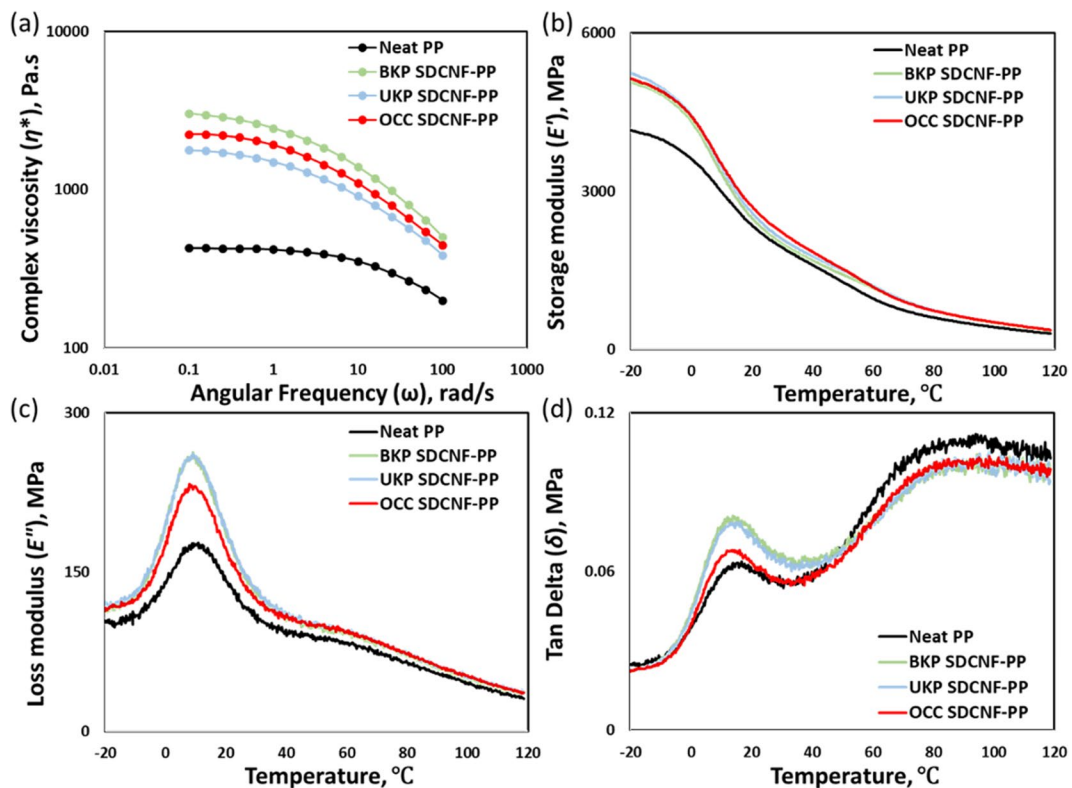 (a)
10000
1000
100
Complex viscosity (η*), Pa.s
Neat PP
BKP SDCNF-PP
UKP SDCNF-PP
OCC SDCNF-PP
0.01 0.1 1 10 100 1000
Angular Frequency (ω), rad/s
(b)
6000
3000
0
Storage modulus (E′), MPa
Neat PP
BKP SDCNF-PP
UKP SDCNF-PP
OCC SDCNF-PP
-20 0 20 40 60 80 100 120
Temperature, ℃
(c)
300
150
0
Loss modulus (E″), MPa
Neat PP
BKP SDCNF-PP
UKP SDCNF-PP
OCC SDCNF-PP
-20 0 20 40 60 80 100 120
Temperature, ℃
(d)
0.12
0.06
0.0
Tan Delta (δ), MPa
Neat PP
BKP SDCNF-PP
UKP SDCNF-PP
OCC SDCNF-PP
-20 0 20 40 60 80 100 120
Temperature, ℃